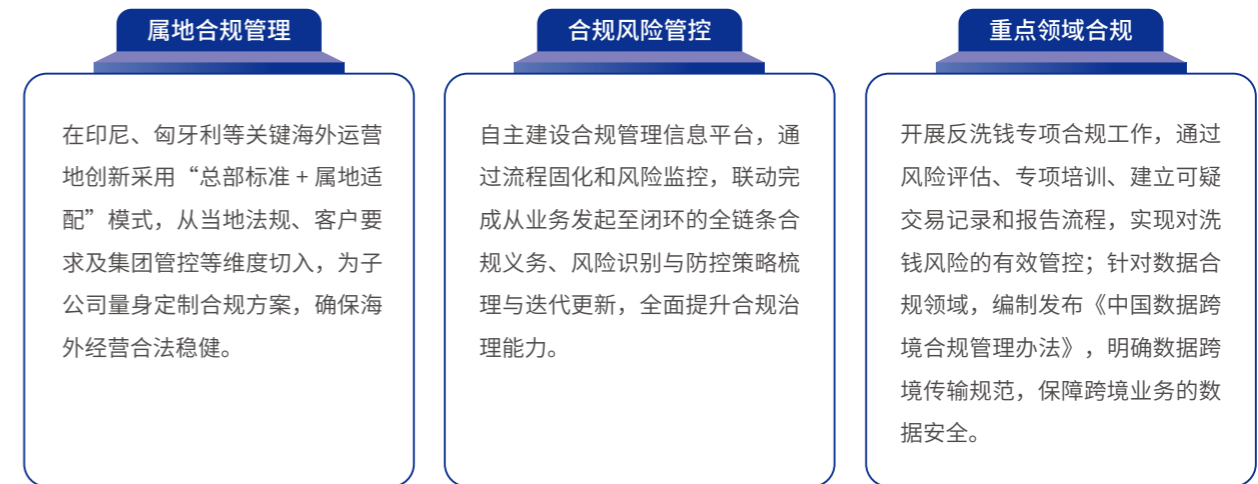 属地合规管理
在印尼、匈牙利等关键海外运营
地创新采用“总部标准 + 属地适
配”模式，从当地法规、客户要
求及集团管控等维度切入，为子
公司量身定制合规方案，确保海
外经营合法稳健。
合规风险管控
自主建设合规管理信息平台，通
过流程固化和风险监控，联动完
成从业务发起至闭环的全链条合
规义务、风险识别与防控策略梳
理与迭代更新，全面提升合规治
理能力。
重点领域合规
开展反洗钱专项合规工作，通过
风险评估、专项培训、建立可疑
交易记录和报告流程，实现对洗
钱风险的有效管控；针对数据合
规领域，编制发布《中国数据跨
境合规管理办法》，明确数据跨
境传输规范，保障跨境业务的数
据安全。